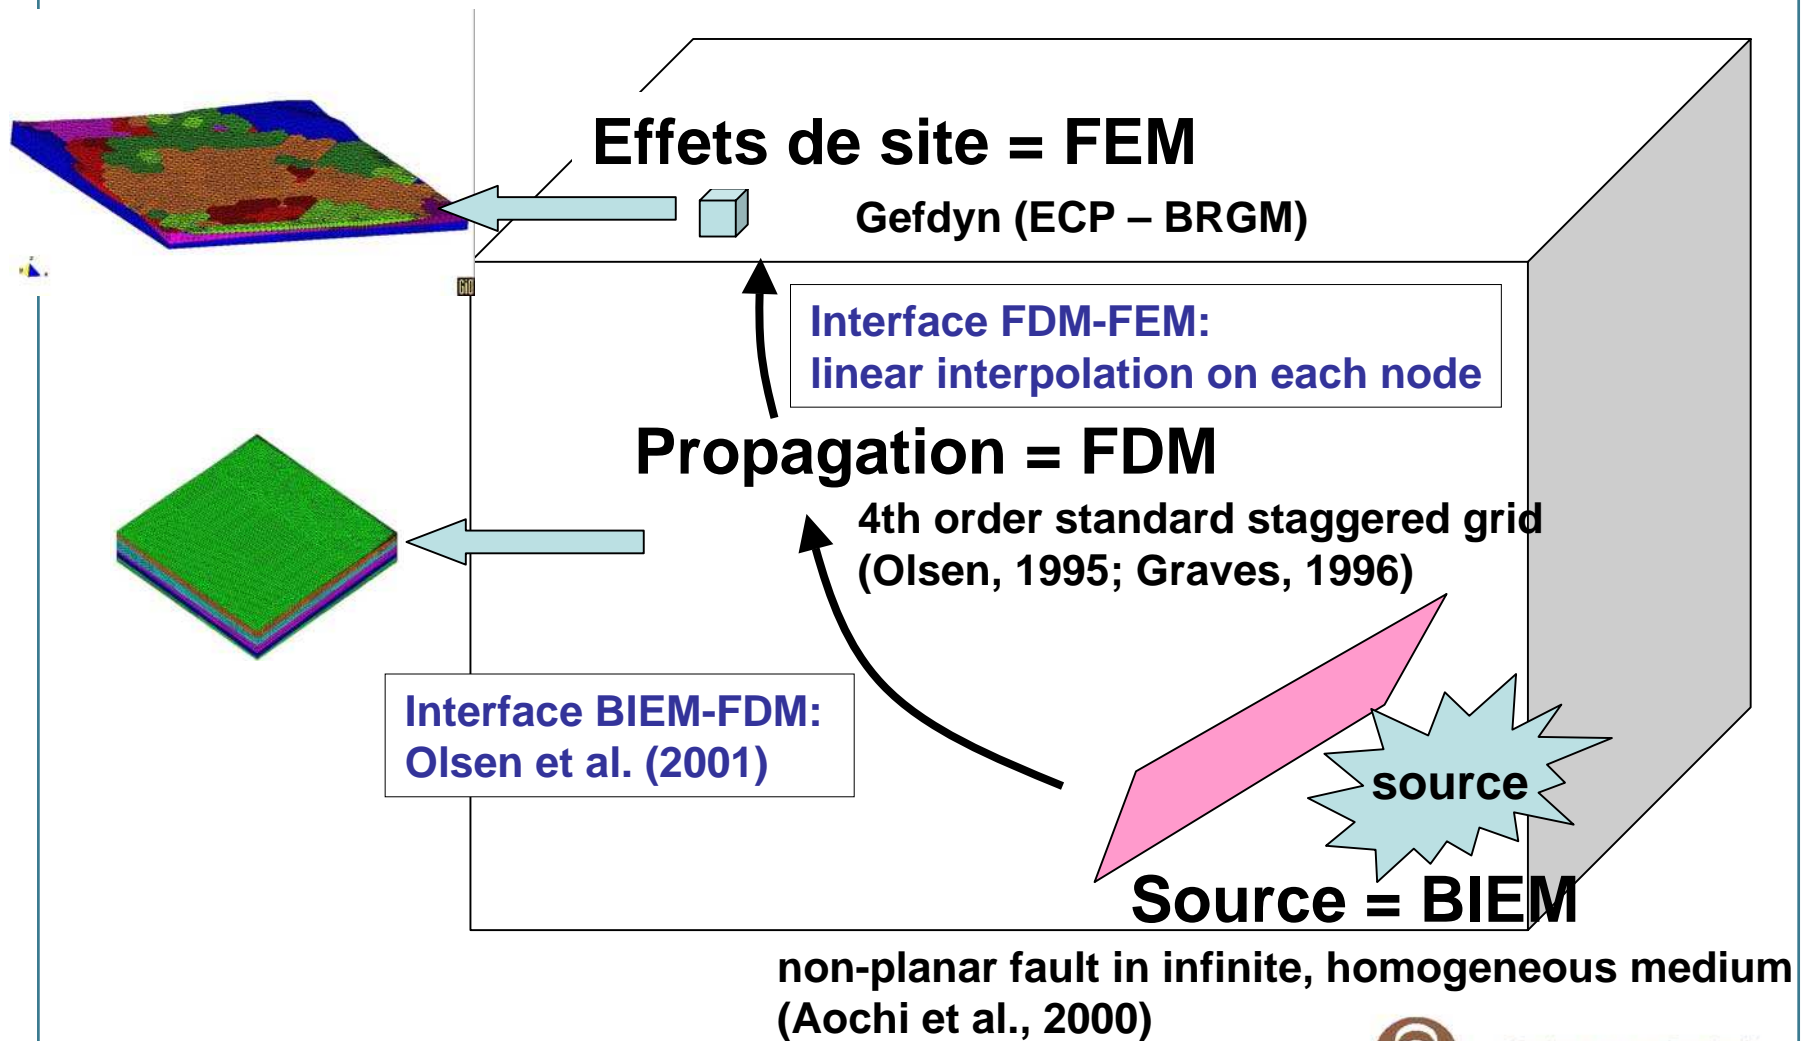 Effets de site = FEM
Gefdyn (ECP – BRGM)
Interface FDM-FEM:
linear interpolation on each node
Propagation = FDM
4th order standard staggered grid
(Olsen, 1995; Graves, 1996)
Interface BIEM-FDM:
Olsen et al. (2001)
source
Source = BIEM
non-planar fault in infinite, homogeneous medium
(Aochi et al., 2000)
GiD